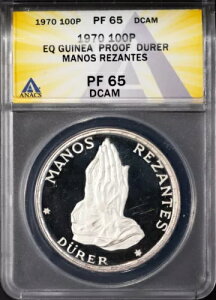 1970 100P PF 65 DCAM
1970 100P
EQ GUINEA PROOF DURER
MANOS REZANTES
ANACS
PF 65
DCAM
MANOS REZANTES
DÜRER